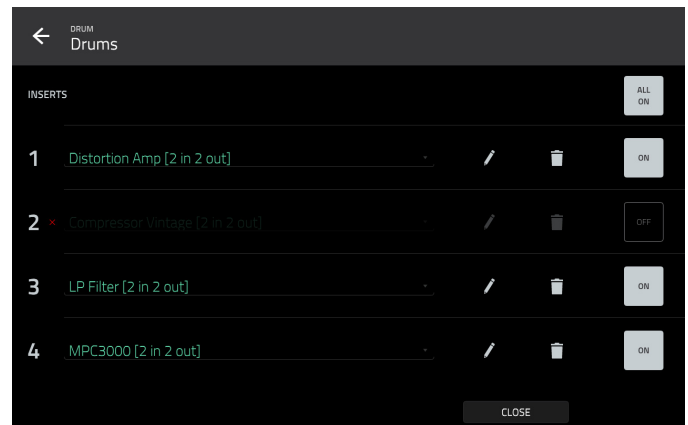 DRUM
Drums
INSERTS
ALL
ON
1 Distortion Amp [2 in 2 out] ON
2 Compressor Vintage [2 in 2 out] OFF
3 LP Filter [2 in 2 out] ON
4 MPC3000 [2 in 2 out] ON
CLOSE